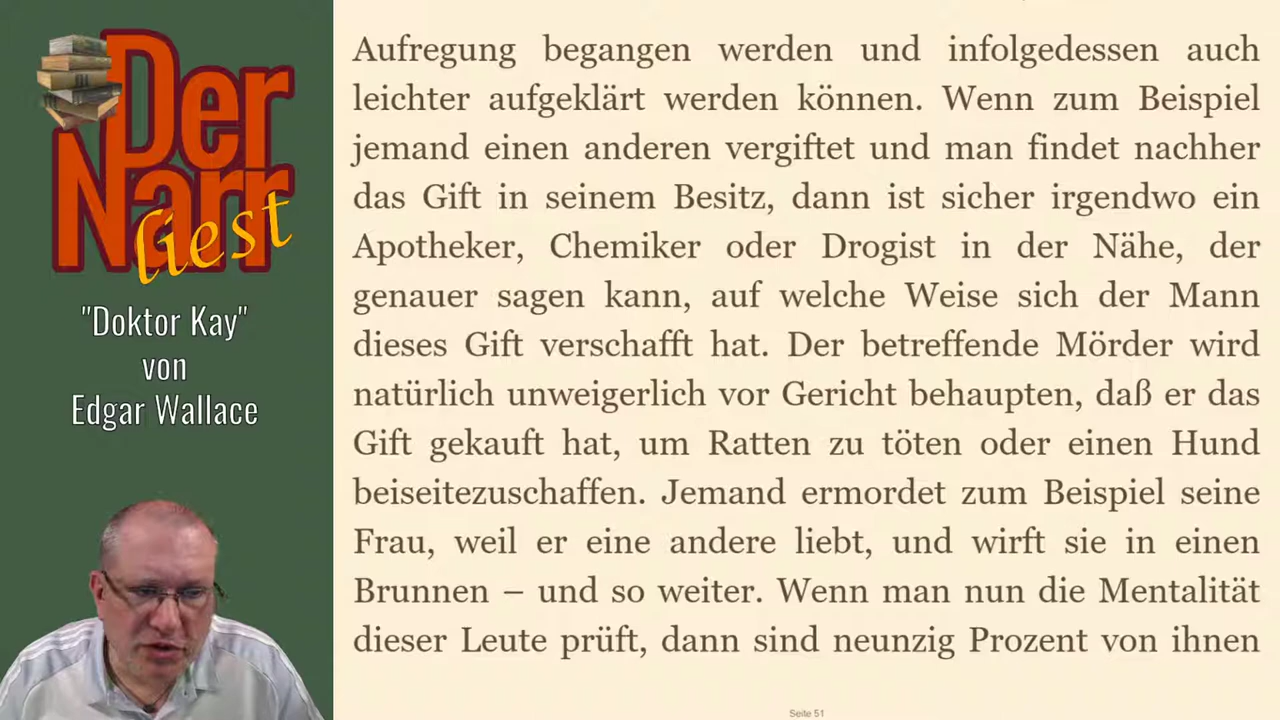 Der
Narr
liest
"Doktor Kay"
von
Edgar Wallace
Aufregung begangen werden und infolgedessen auch
leichter aufgeklärt werden können. Wenn zum Beispiel
jemand einen anderen vergiftet und man findet nachher
das Gift in seinem Besitz, dann ist sicher irgendwo ein
Apotheker, Chemiker oder Drogist in der Nähe, der
genauer sagen kann, auf welche Weise sich der Mann
dieses Gift verschafft hat. Der betreffende Mörder wird
natürlich unweigerlich vor Gericht behaupten, daß er das
Gift gekauft hat, um Ratten zu töten oder einen Hund
beiseitezuschaffen. Jemand ermordet zum Beispiel seine
Frau, weil er eine andere liebt, und wirft sie in einen
Brunnen – und so weiter. Wenn man nun die Mentalität
dieser Leute prüft, dann sind neunzig Prozent von ihnen
Seite 51